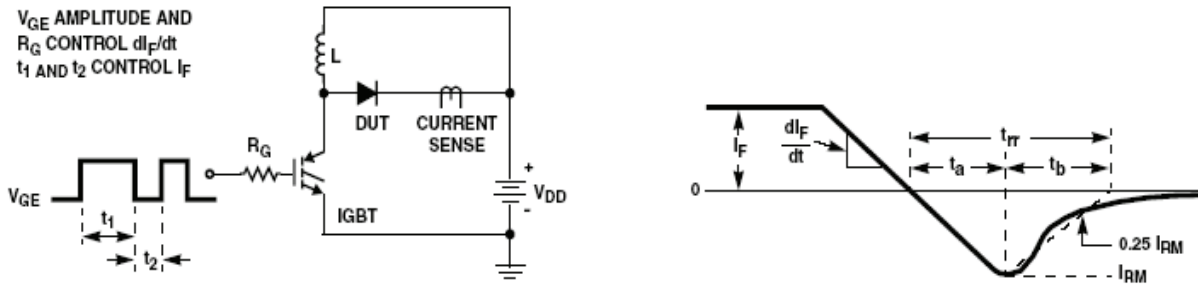 VGE AMPLITUDE AND
RG CONTROL dIF/dt
t1 AND t2 CONTROL IF
L
DUT
CURRENT
SENSE
RG
VGE
t1
t2
IGBT
+
VDD
-
0
IF
dIF
dt
trr
ta
tb
0.25 IRM
IRM